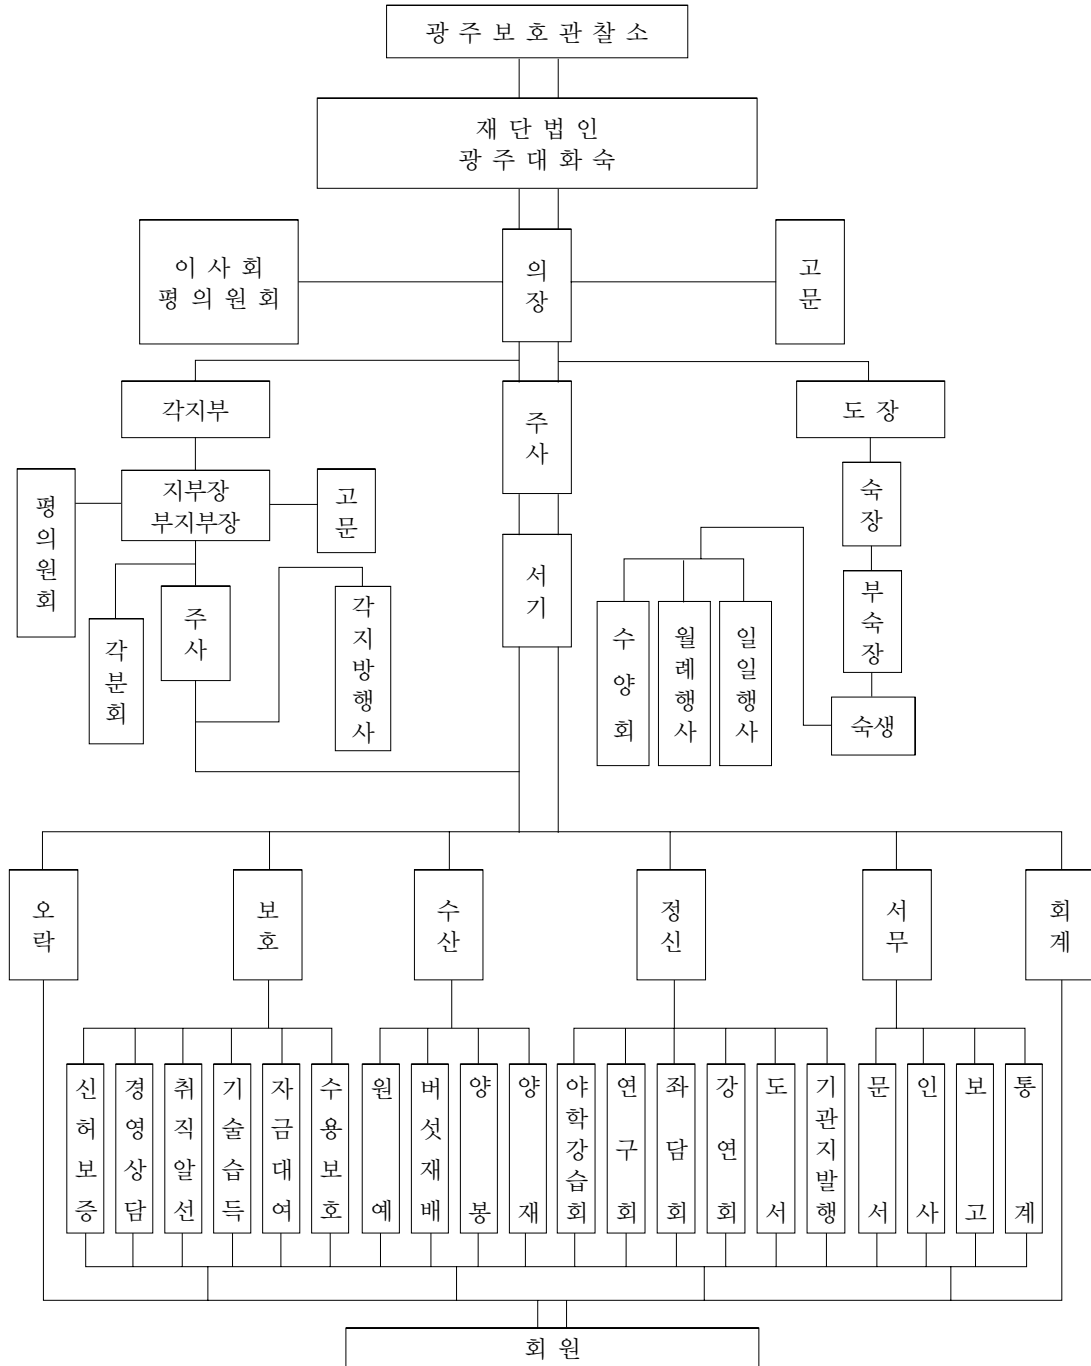 광주보호관찰소
재단법인
광주대화숙
이사회
평의원회
의장
고문
각지부
주사
도장
평의원회
지부장
부지부장
고문
숙장
서기
부숙장
각분회
주사
각지방행사
수양회
월례행사
일일행사
숙생
오락
보호
수산
정신
서무
회계
신허보증
경영상담
취직알선
기술습득
자금대여
수용보호
원예
버섯재배
양봉
양재
야학강습회
연구회
좌담회
강연회
도서
기관지발행
문서
인사
보고
통계
회원